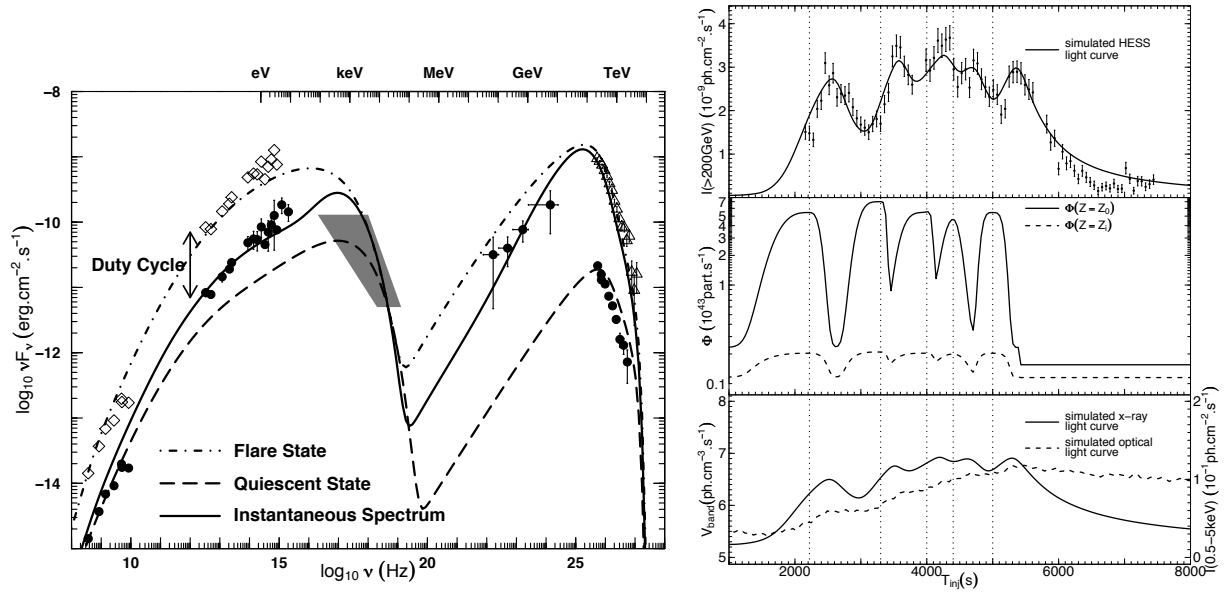 eV keV MeV GeV TeV
−8
−10
−12
−14
log₁₀ νFν (erg.cm⁻².s⁻¹)
Duty Cycle
Flare State
Quiescent State
Instantaneous Spectrum
10 15 20 25
log₁₀ ν (Hz)
4
3
2
1
I(>200GeV) (10⁻⁹ph.cm⁻².s⁻¹)
simulated HESS
light curve
7
5
4
3
2
1
0.1
Φ (10⁻⁴³part.s⁻¹)
Φ(Z=Z₀)
Φ(Z=Zᵢ)
8
7
6
5
V_band(ph.cm⁻³.s⁻¹)
simulated x-ray
light curve
simulated optical
light curve
2
1
0
I(0.5−5keV) (10⁻¹ph.cm⁻².s⁻¹)
2000 4000 6000 8000
T_inj(s)